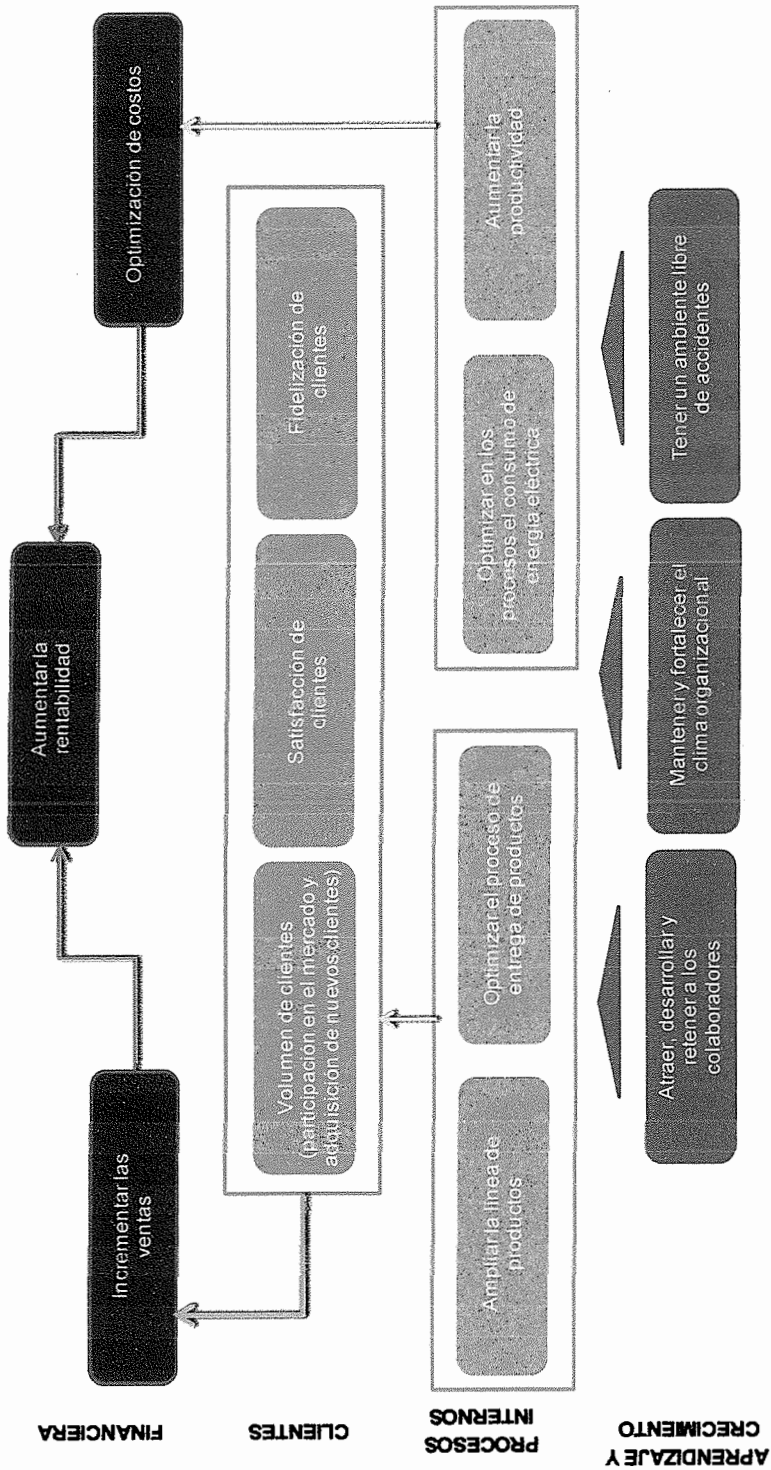 FINANCIERA
Aumentar la
rentabilidad
Incrementar las
ventas
Optimización de costos
CLIENTES
Volumen de clientes
(participación en el mercado y
adquisición de nuevos clientes)
Satisfacción de
clientes
Fidelización de
clientes
PROCESOS
INTERNOS
Ampliar la línea de
productos
Optimizar el proceso de
entrega de productos
Optimizar en los
procesos el consumo de
energía eléctrica
Aumentar la
productividad
APRENDIZAJE Y
CRECIMIENTO
Atraer, desarrollar y
retener a los
colaboradores
Mantener y fortalecer el
clima organizacional
Tener un ambiente libre
de accidentes